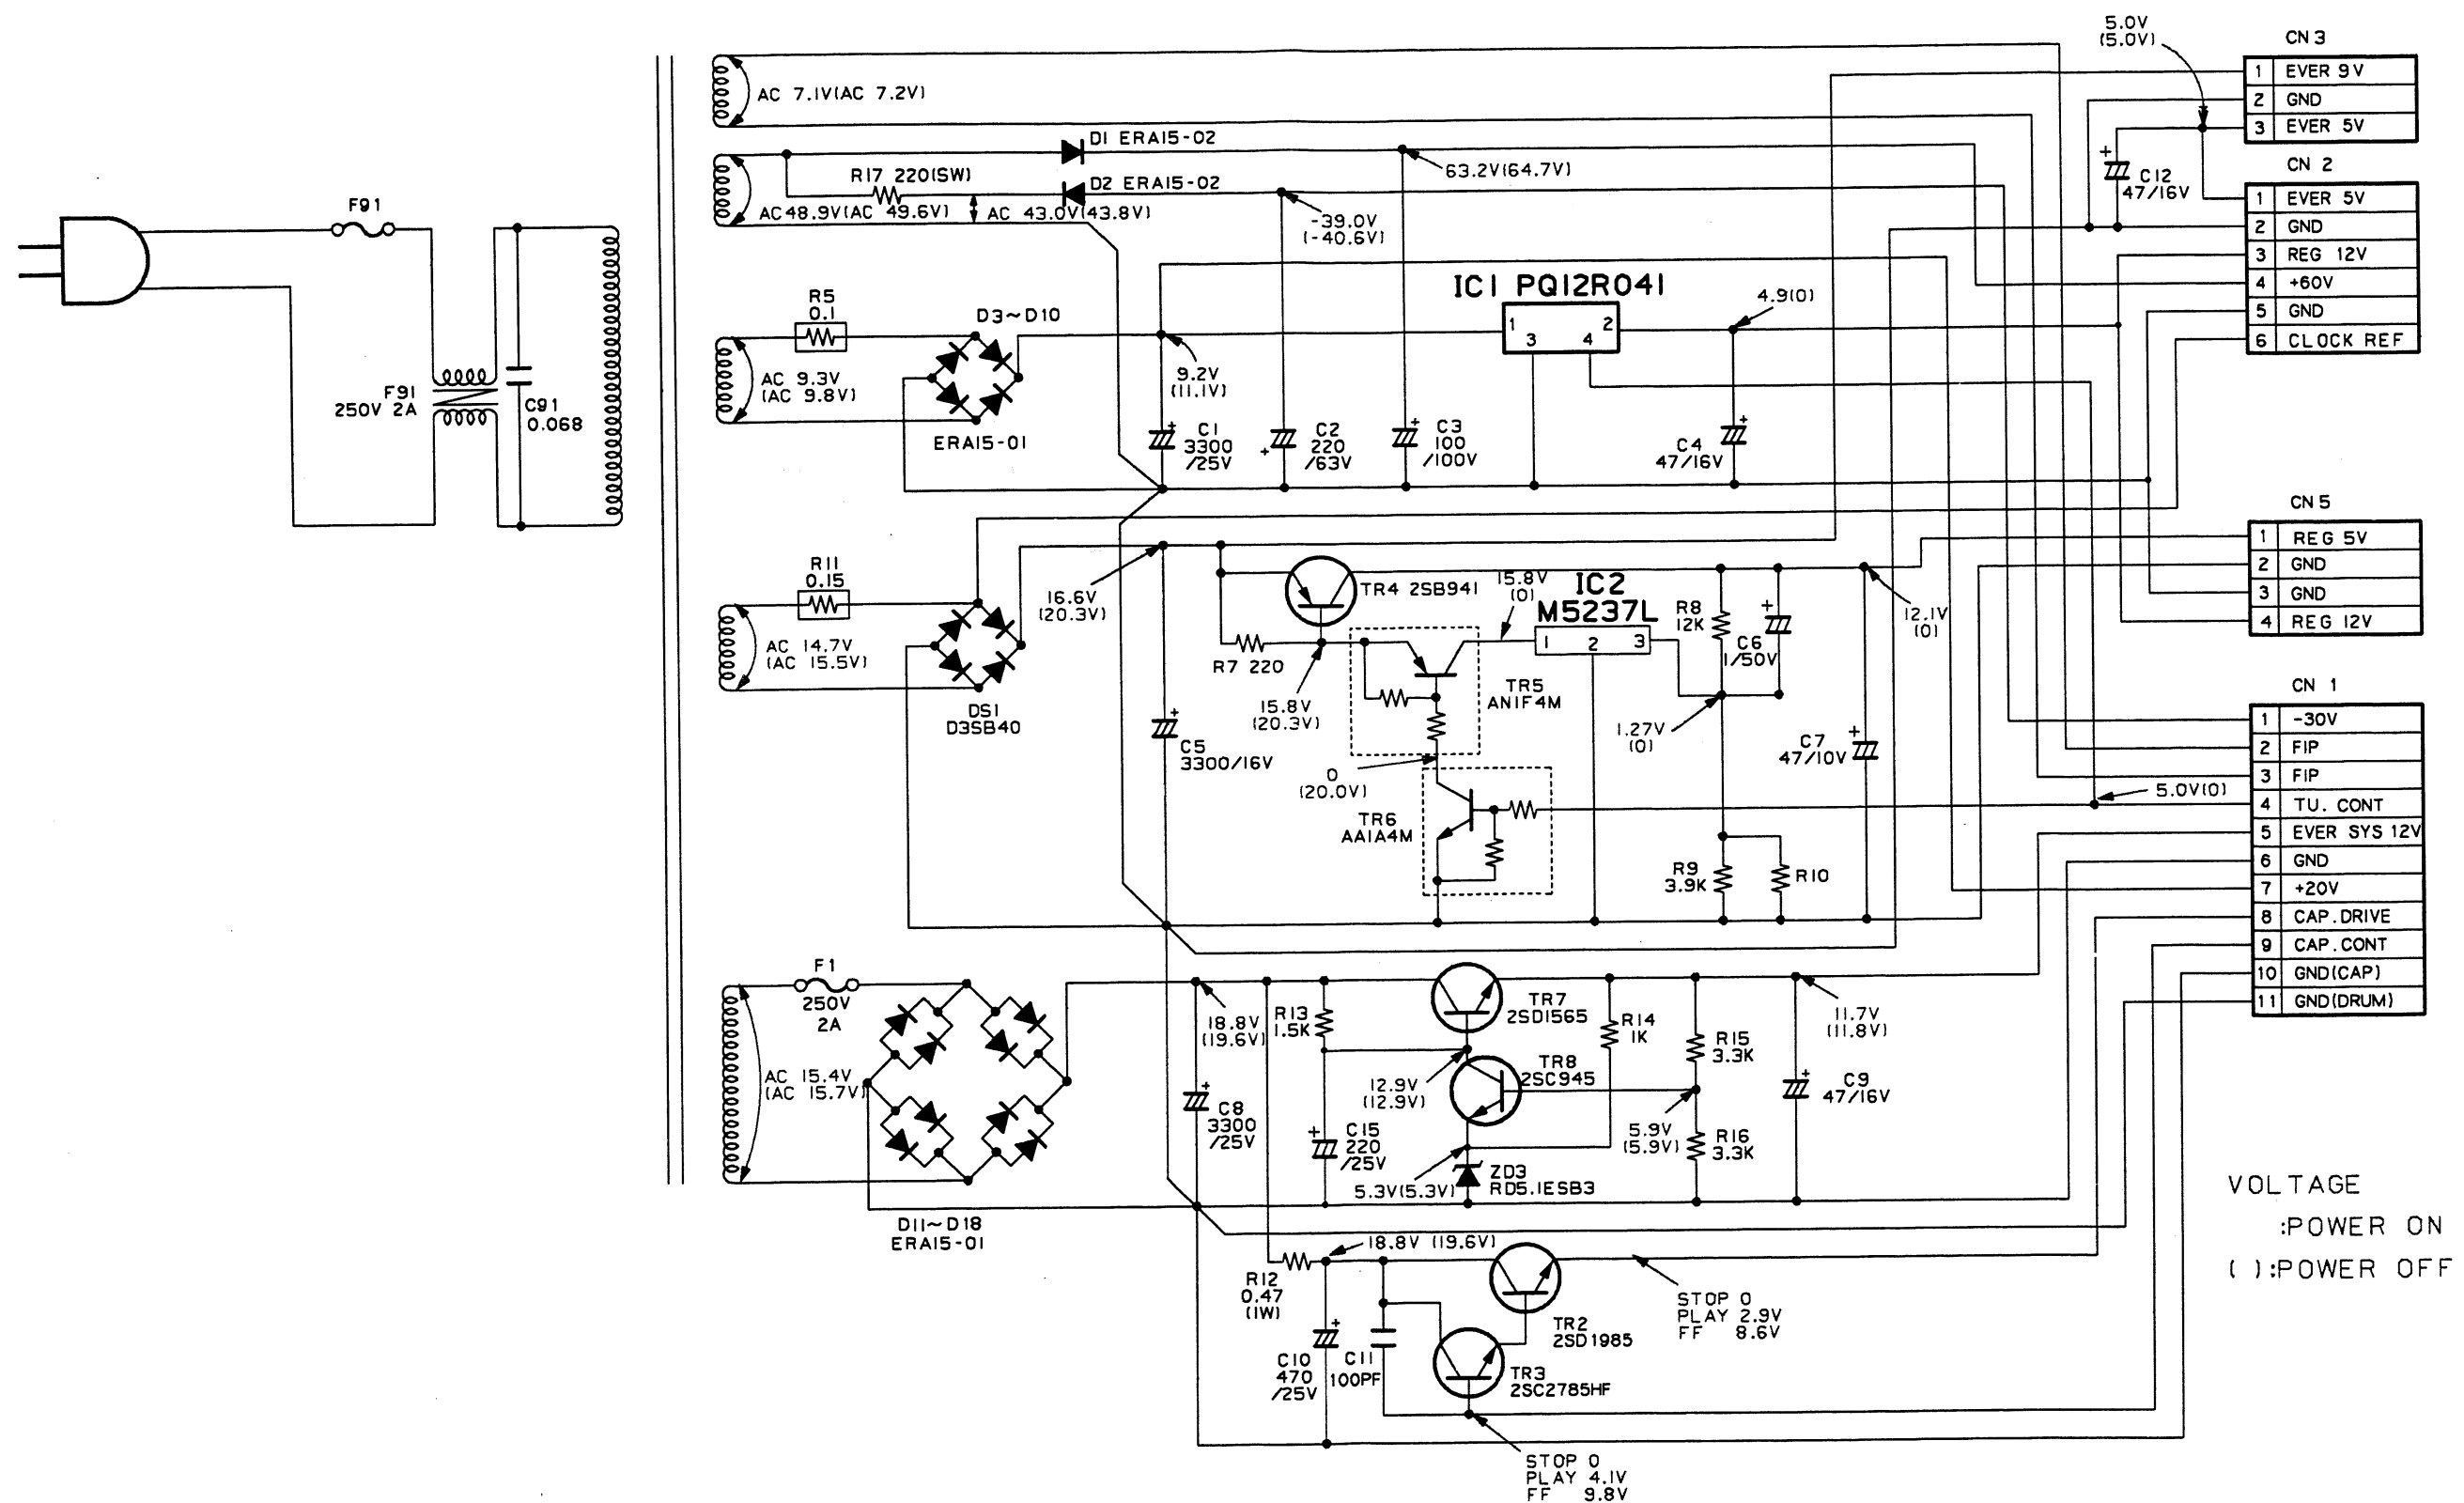 F91
F91
250V 2A
C91
0.068
AC 7.1V(AC 7.2V)
D1 ERA15-02
R17 220(SW)
D2 ERA15-02
AC48.9V(AC 49.6V)
AC 43.0V(43.8V)
63.2V(64.7V)
-39.0V
(-40.6V)
R5
0.1
D3~D10
AC 9.3V
(AC 9.8V)
ERA15-01
9.2V
(11.1V)
C1
3300
/25V
C2
220
/63V
C3
100
/100V
IC1 PQ12R041
1
2
3
4
4.9(0)
C4
47/16V
5.0V
(5.0V)
C12
47/16V
CN 3
1 EVER 9V
2 GND
3 EVER 5V
CN 2
1 EVER 5V
2 GND
3 REG 12V
4 +60V
5 GND
6 CLOCK REF
R11
0.15
AC 14.7V
(AC 15.5V)
DS1
D3SB40
16.6V
(20.3V)
C5
3300/16V
TR4 2SB941
R7 220
15.8V
(20.3V)
15.8V
(0)
IC2
M5237L
1
2
3
TR5
AN1F4M
0
(20.0V)
TR6
AA1A4M
R8
12K
C6
1/50V
1.27V
(0)
C7
47/10V
12.1V
(0)
R9
3.9K
R10
CN 5
1 REG 5V
2 GND
3 GND
4 REG 12V
CN 1
1 -30V
2 FIP
3 FIP
4 TU. CONT
5 EVER SYS 12V
6 GND
7 +20V
8 CAP.DRIVE
9 CAP.CONT
10 GND(CAP)
11 GND(DRUM)
5.0V(0)
F1
250V
2A
AC 15.4V
(AC 15.7V)
D11~D18
ERA15-01
18.8V
(19.6V)
C8
3300
/25V
R13
1.5K
C15
220
/25V
TR7
2SD1565
12.9V
(12.9V)
TR8
2SC945
5.3V(5.3V)
ZD3
RD5.1ESB3
R14
1K
R15
3.3K
5.9V
(5.9V)
R16
3.3K
C9
47/16V
11.7V
(11.8V)
R12
0.47
(1W)
18.8V (19.6V)
C10
470
/25V
C11
100PF
TR2
2SD1985
TR3
2SC2785HF
STOP 0
PLAY 2.9V
FF 8.6V
STOP 0
PLAY 4.1V
FF 9.8V
VOLTAGE
:POWER ON
( ):POWER OFF